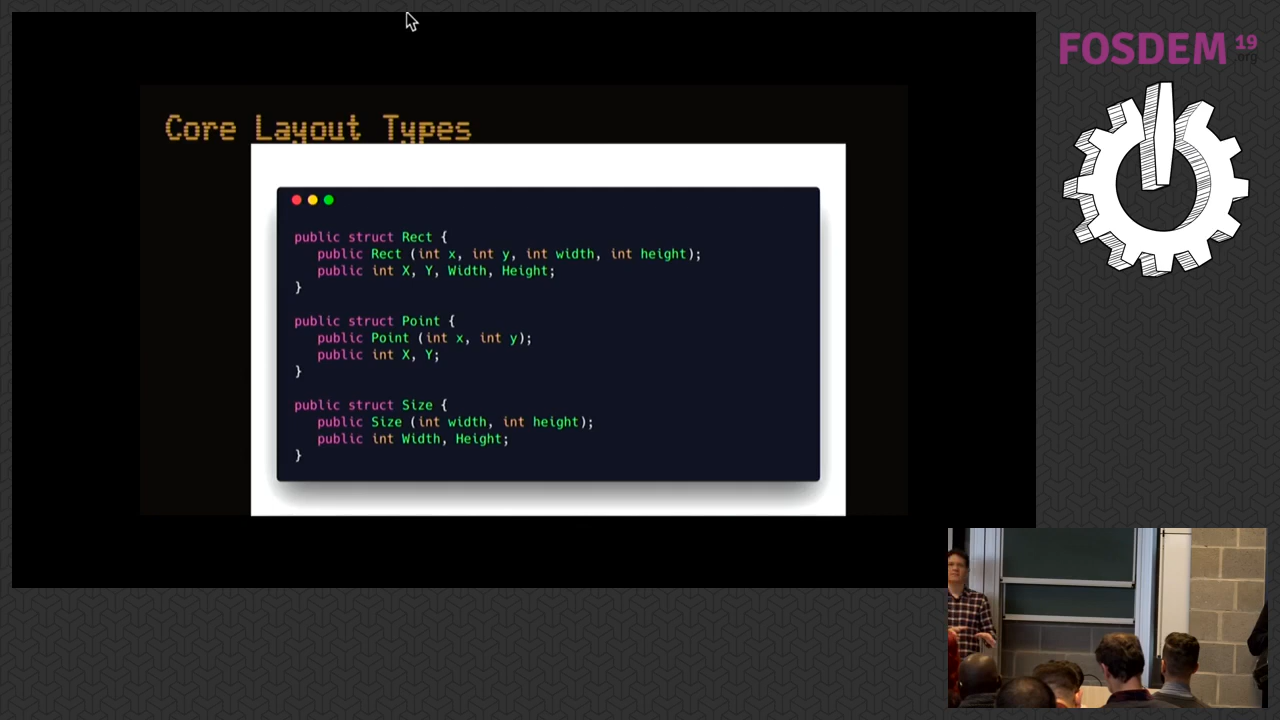 FOSDEM 19
.org
Core Layout Types
public struct Rect {
public Rect (int x, int y, int width, int height);
public int X, Y, Width, Height;
}
public struct Point {
public Point (int x, int y);
public int X, Y;
}
public struct Size {
public Size (int width, int height);
public int Width, Height;
}